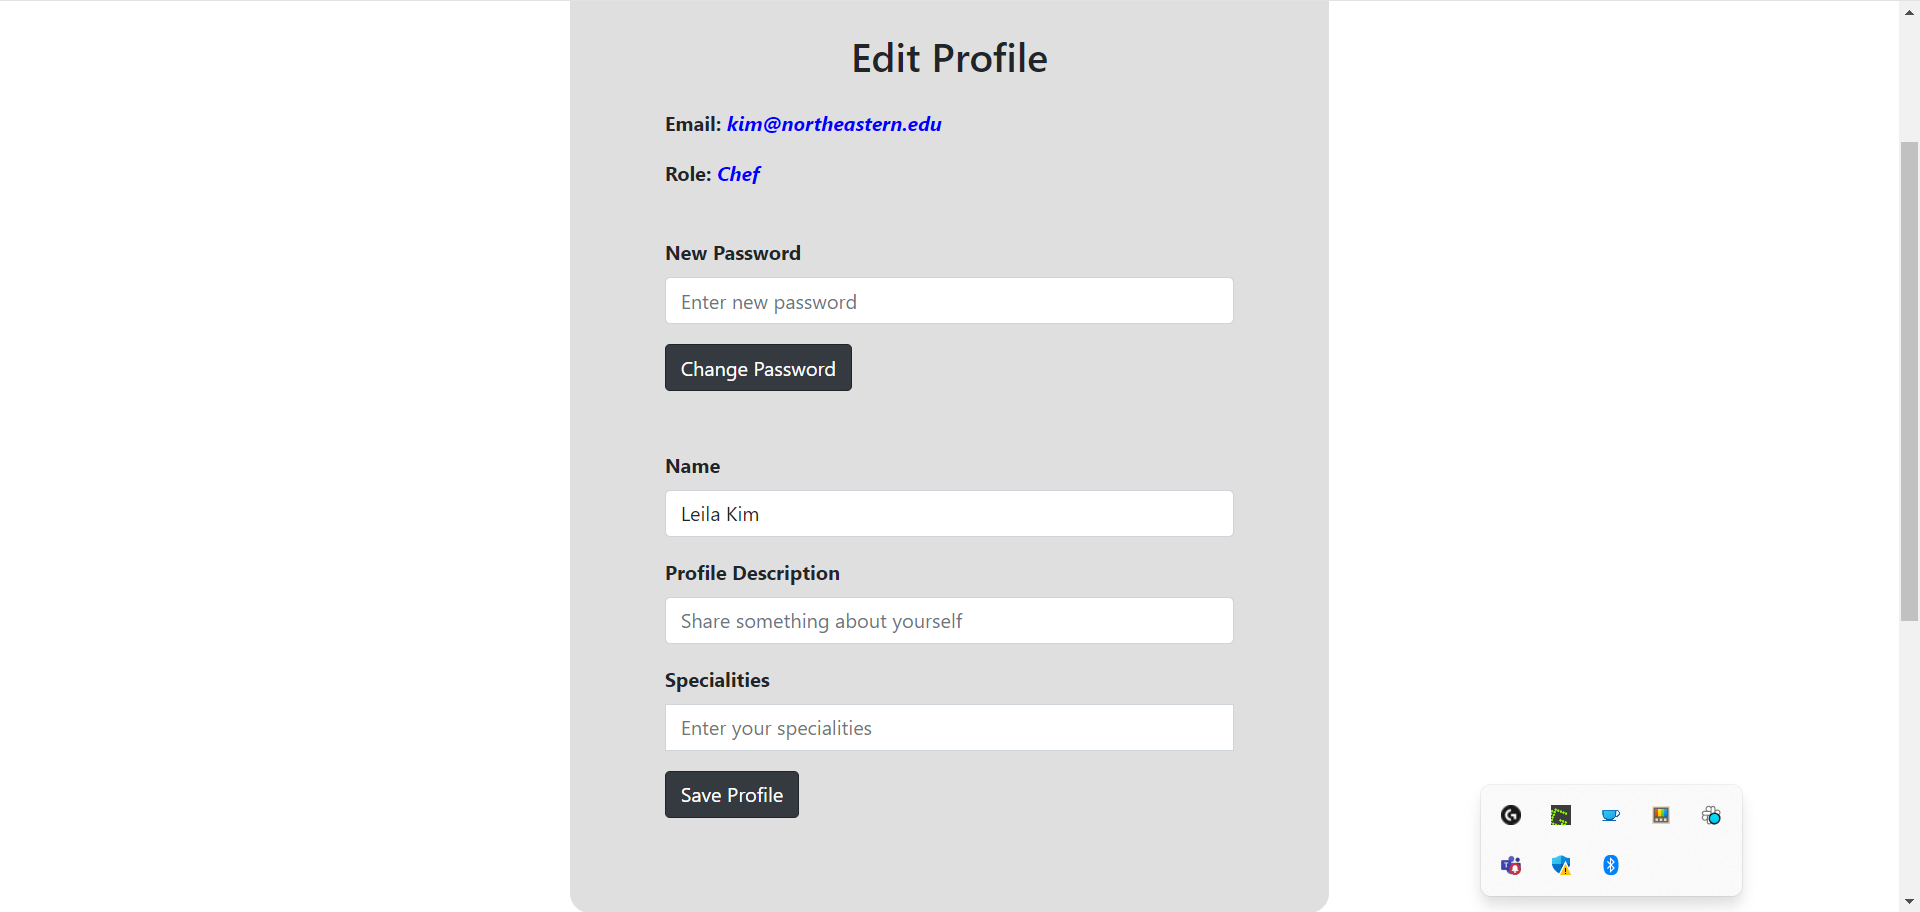 Edit Profile
Email: kim@northeastern.edu
Role: Chef
New Password
Enter new password
Change Password
Name
Leila Kim
Profile Description
Share something about yourself
Specialities
Enter your specialities
Save Profile